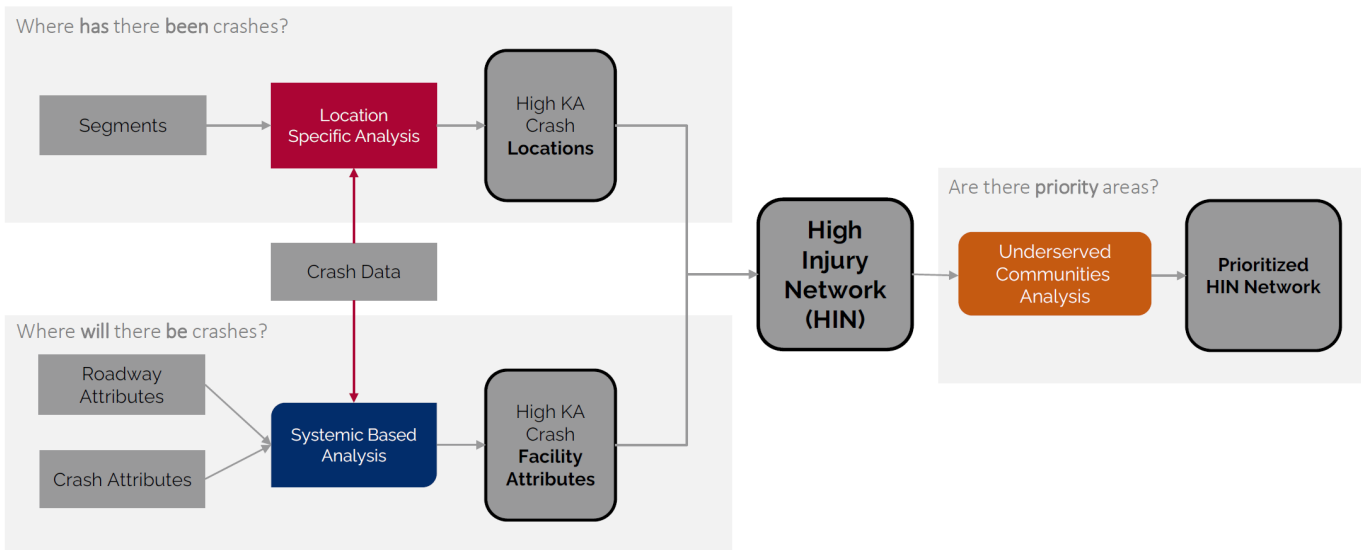 Where has there been crashes?
Segments
Location
Specific Analysis
High KA
Crash
Locations
Crash Data
Where will there be crashes?
Roadway
Attributes
Crash Attributes
Systemic Based
Analysis
High KA
Crash
Facility
Attributes
High
Injury
Network
(HIN)
Are there priority areas?
Underserved
Communities
Analysis
Prioritized
HIN Network